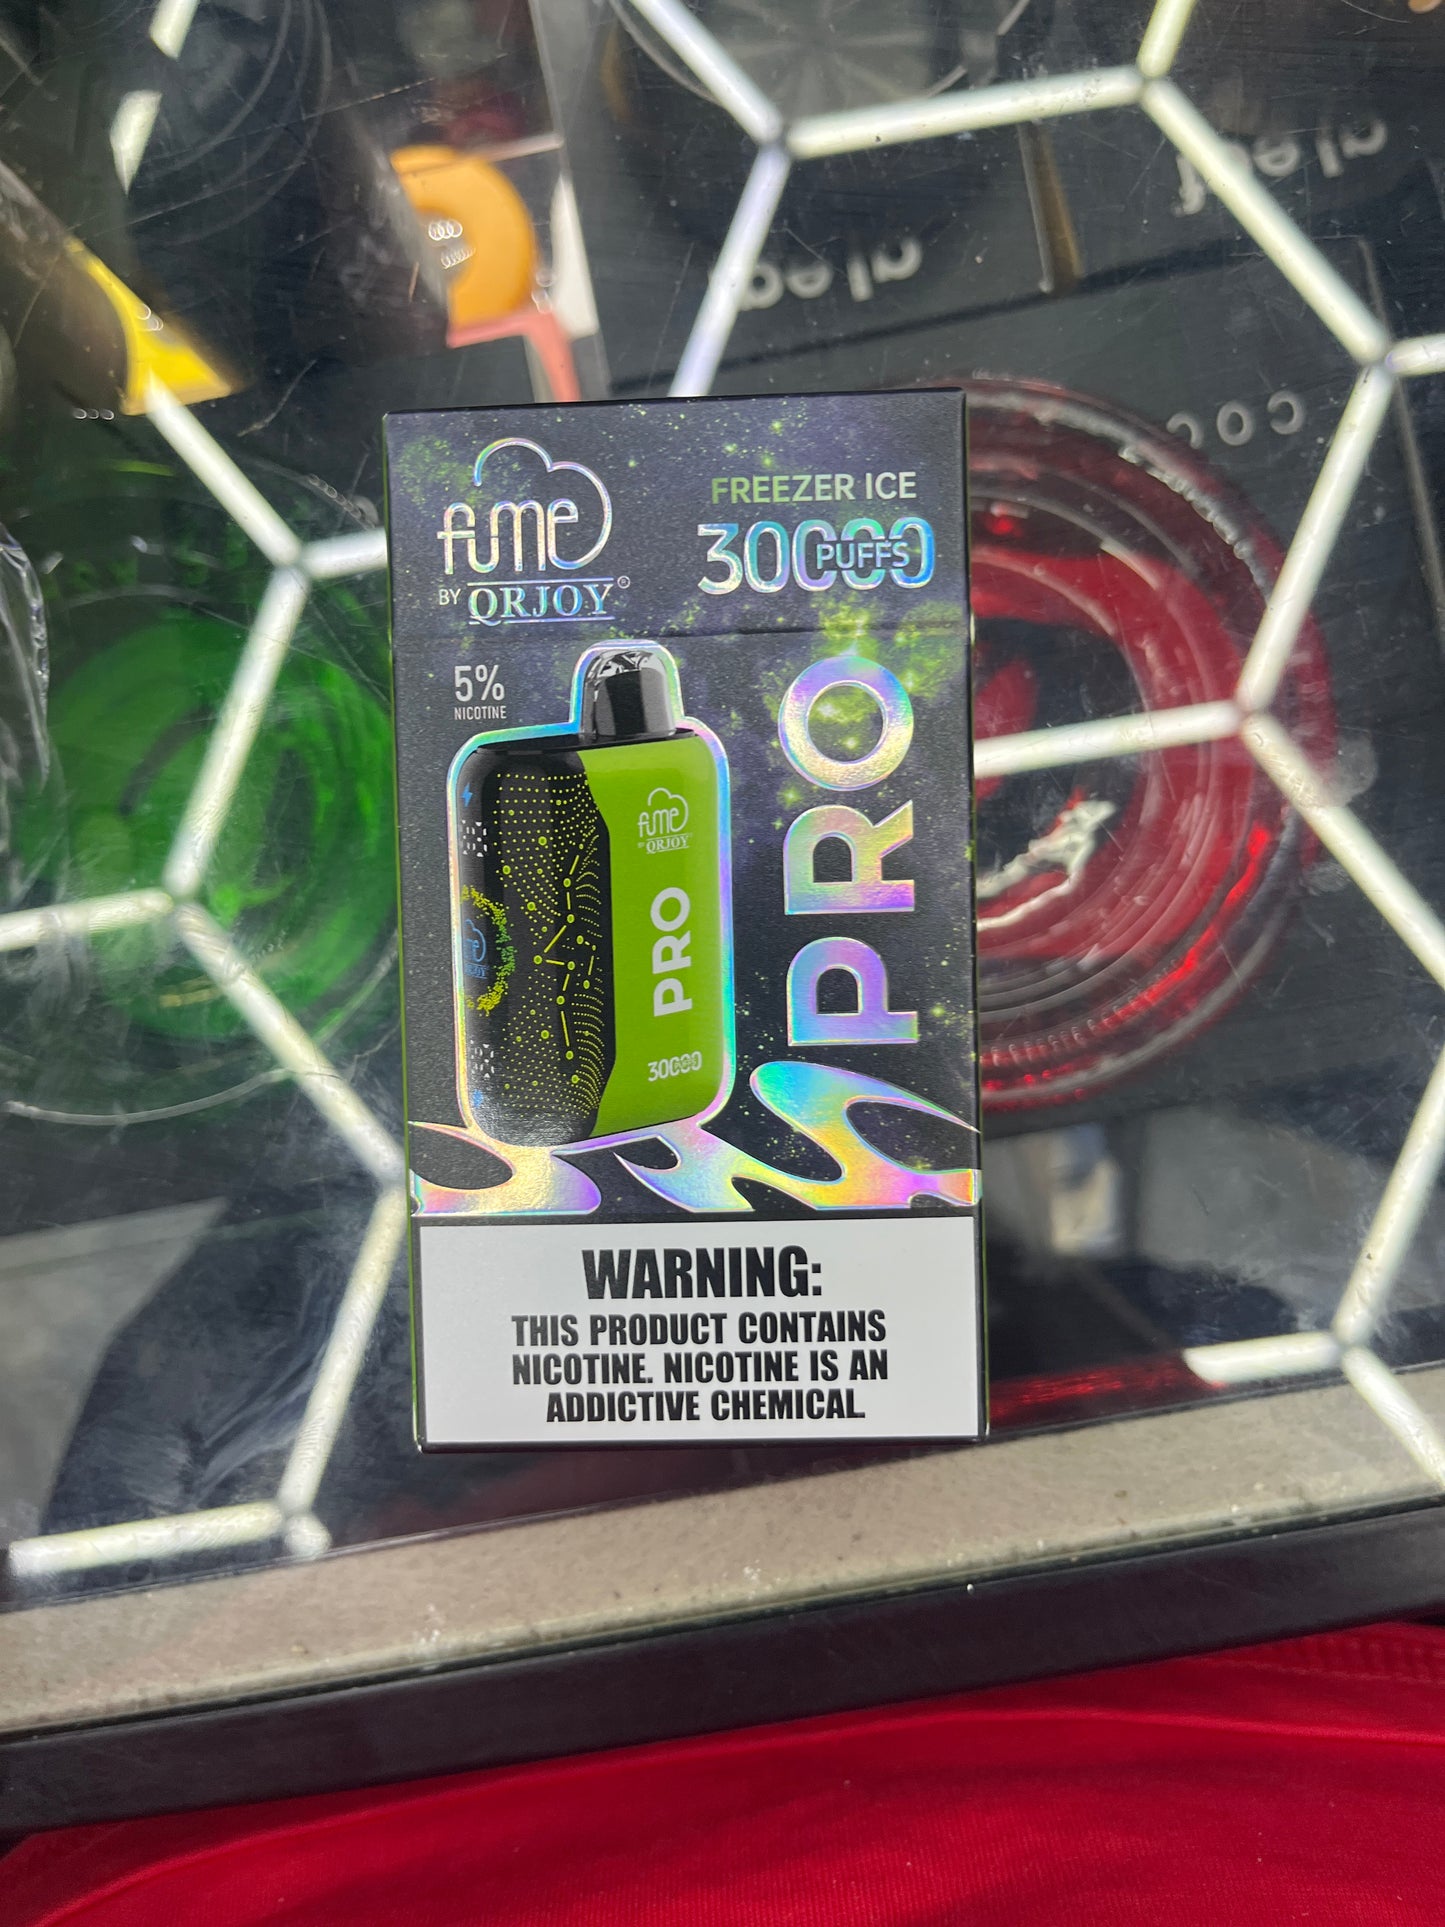 fume
BY QRJOY®
FREEZER ICE
30000
PUFFS
5%
NICOTINE
fume
BY QRJOY
PRO
30000
PRO
WARNING:
THIS PRODUCT CONTAINS
NICOTINE. NICOTINE IS AN
ADDICTIVE CHEMICAL.